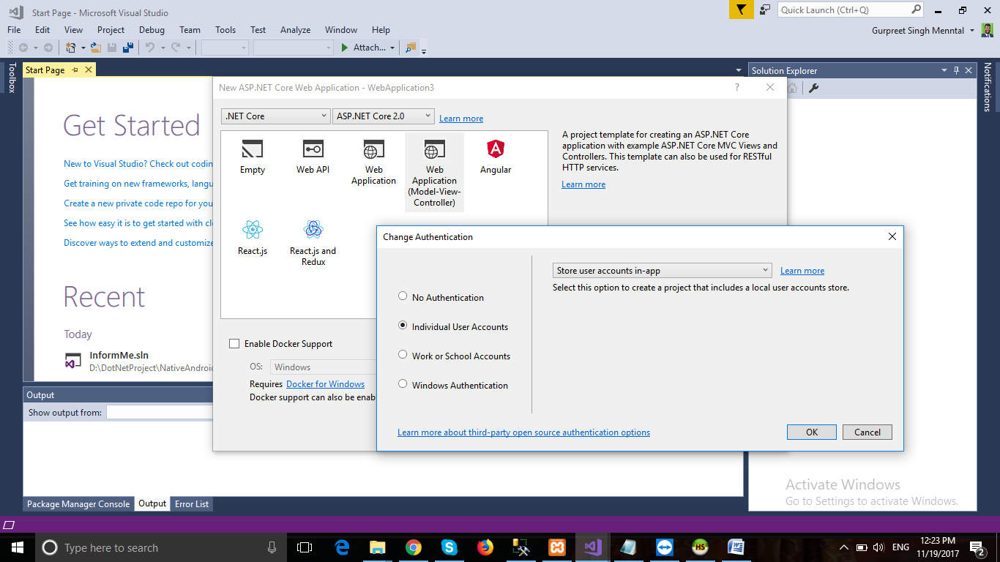 Start Page - Microsoft Visual Studio
Quick Launch (Ctrl+Q)
File Edit View Project Debug Team Tools Test Analyze Window Help
Gurpreet Singh Menntal
Attach...
Toolbox
Start Page
Solution Explorer
Notifications
New ASP.NET Core Web Application - WebApplication3
?
.NET Core
ASP.NET Core 2.0
Learn more
Get Started
New to Visual Studio? Check out codin
Get training on new frameworks, langu
Create a new private code repo for you
See how easy it is to get started with cl
Discover ways to extend and customize
Recent
Today
InformMe.sln
D:\DotNetProject\NativeAndroid
Empty
Web API
Web
Application
Web
Application
(Model-View-
Controller)
Angular
React.js
React.js and
Redux
A project template for creating an ASP.NET Core
application with example ASP.NET Core MVC Views and
Controllers. This template can also be used for RESTful
HTTP services.
Learn more
Enable Docker Support
OS: Windows
Requires Docker for Windows
Docker support can also be enab
Change Authentication
No Authentication
Individual User Accounts
Work or School Accounts
Windows Authentication
Store user accounts in-app
Learn more
Select this option to create a project that includes a local user accounts store.
Learn more about third-party open source authentication options
OK
Cancel
Output
Show output from:
Package Manager Console
Output
Error List
Activate Windows
Go to Settings to activate Windows.
Type here to search
HS
ENG
12:23 PM
11/19/2017
2